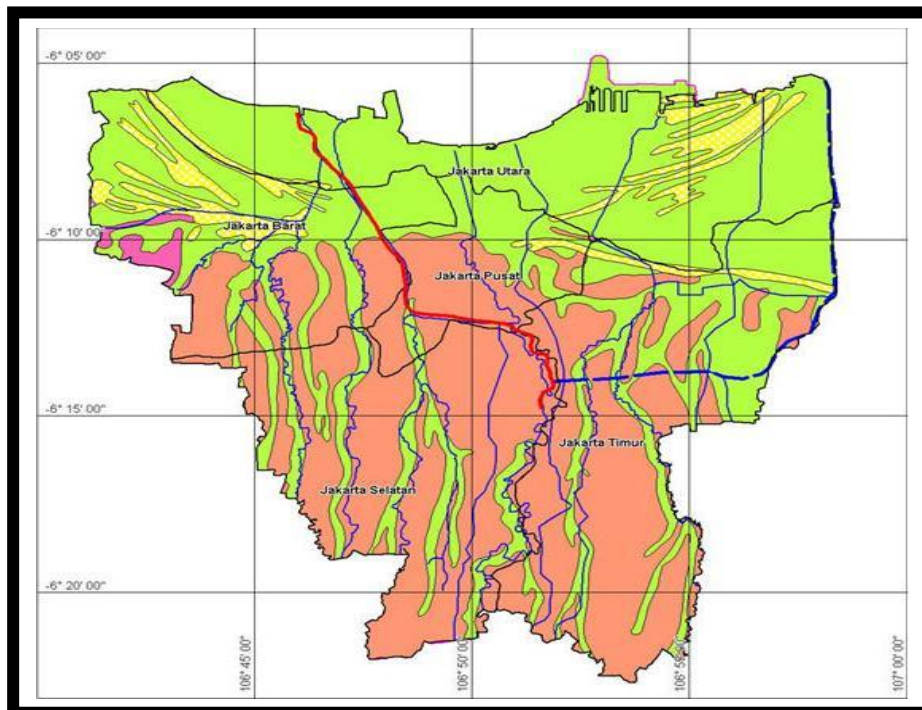 -6° 05' 00"
Jakarta Utara
Jakarta Barat
-6° 10' 00"
Jakarta Pusat
-6° 15' 00"
Jakarta Timur
Jakarta Selatan
-6° 20' 00"
106° 45' 00"
106° 50' 00"
107° 00' 00"